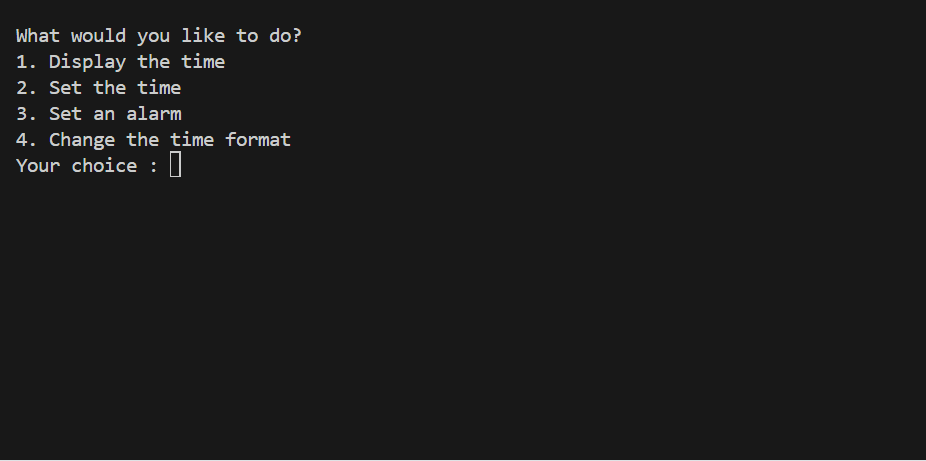 What would you like to do?
1. Display the time
2. Set the time
3. Set an alarm
4. Change the time format
Your choice :